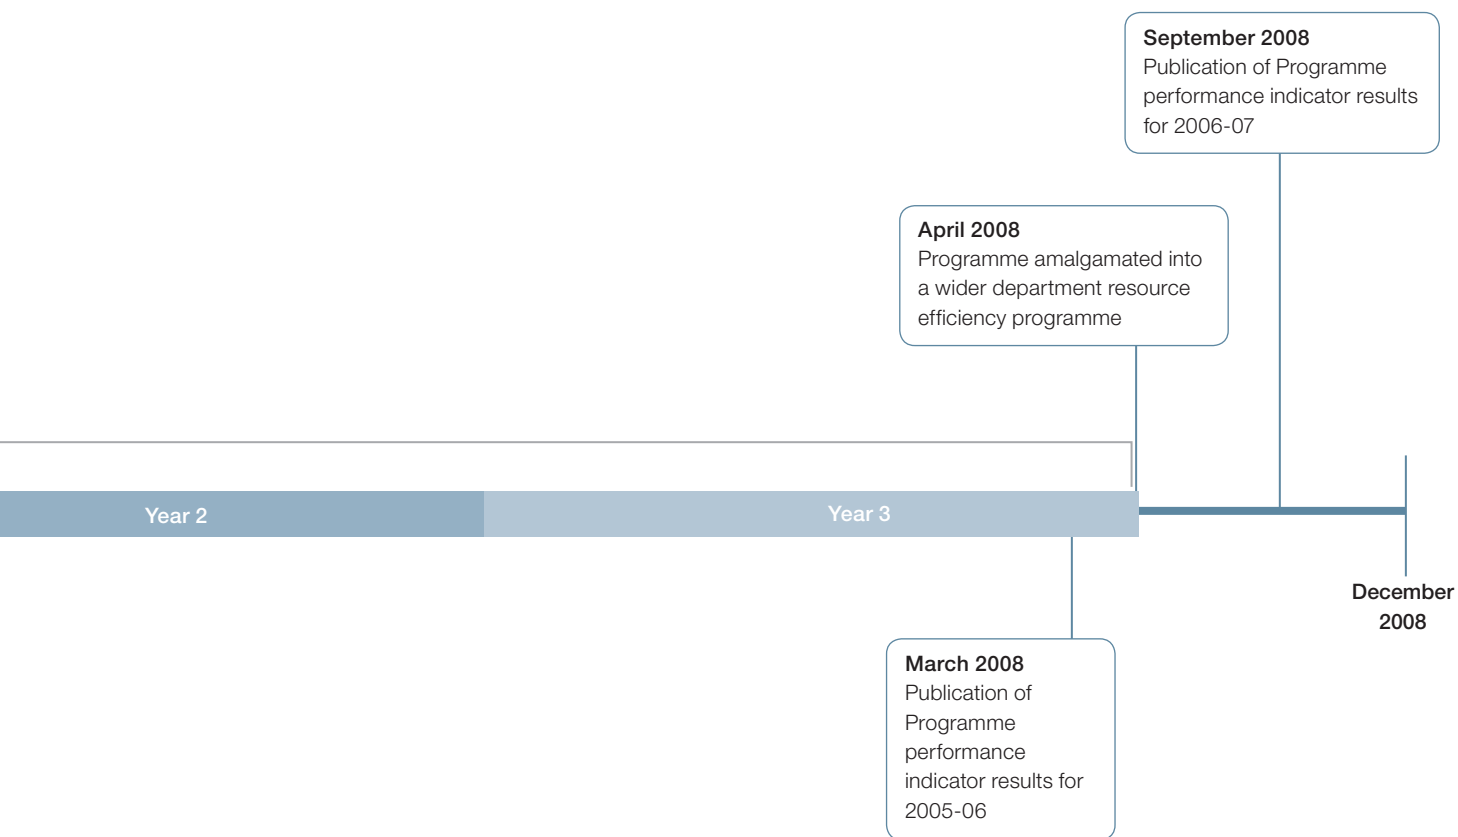 September 2008
Publication of Programme
performance indicator results
for 2006-07
April 2008
Programme amalgamated into
a wider department resource
efficiency programme
Year 2
Year 3
December
2008
March 2008
Publication of
Programme
performance
indicator results for
2005-06